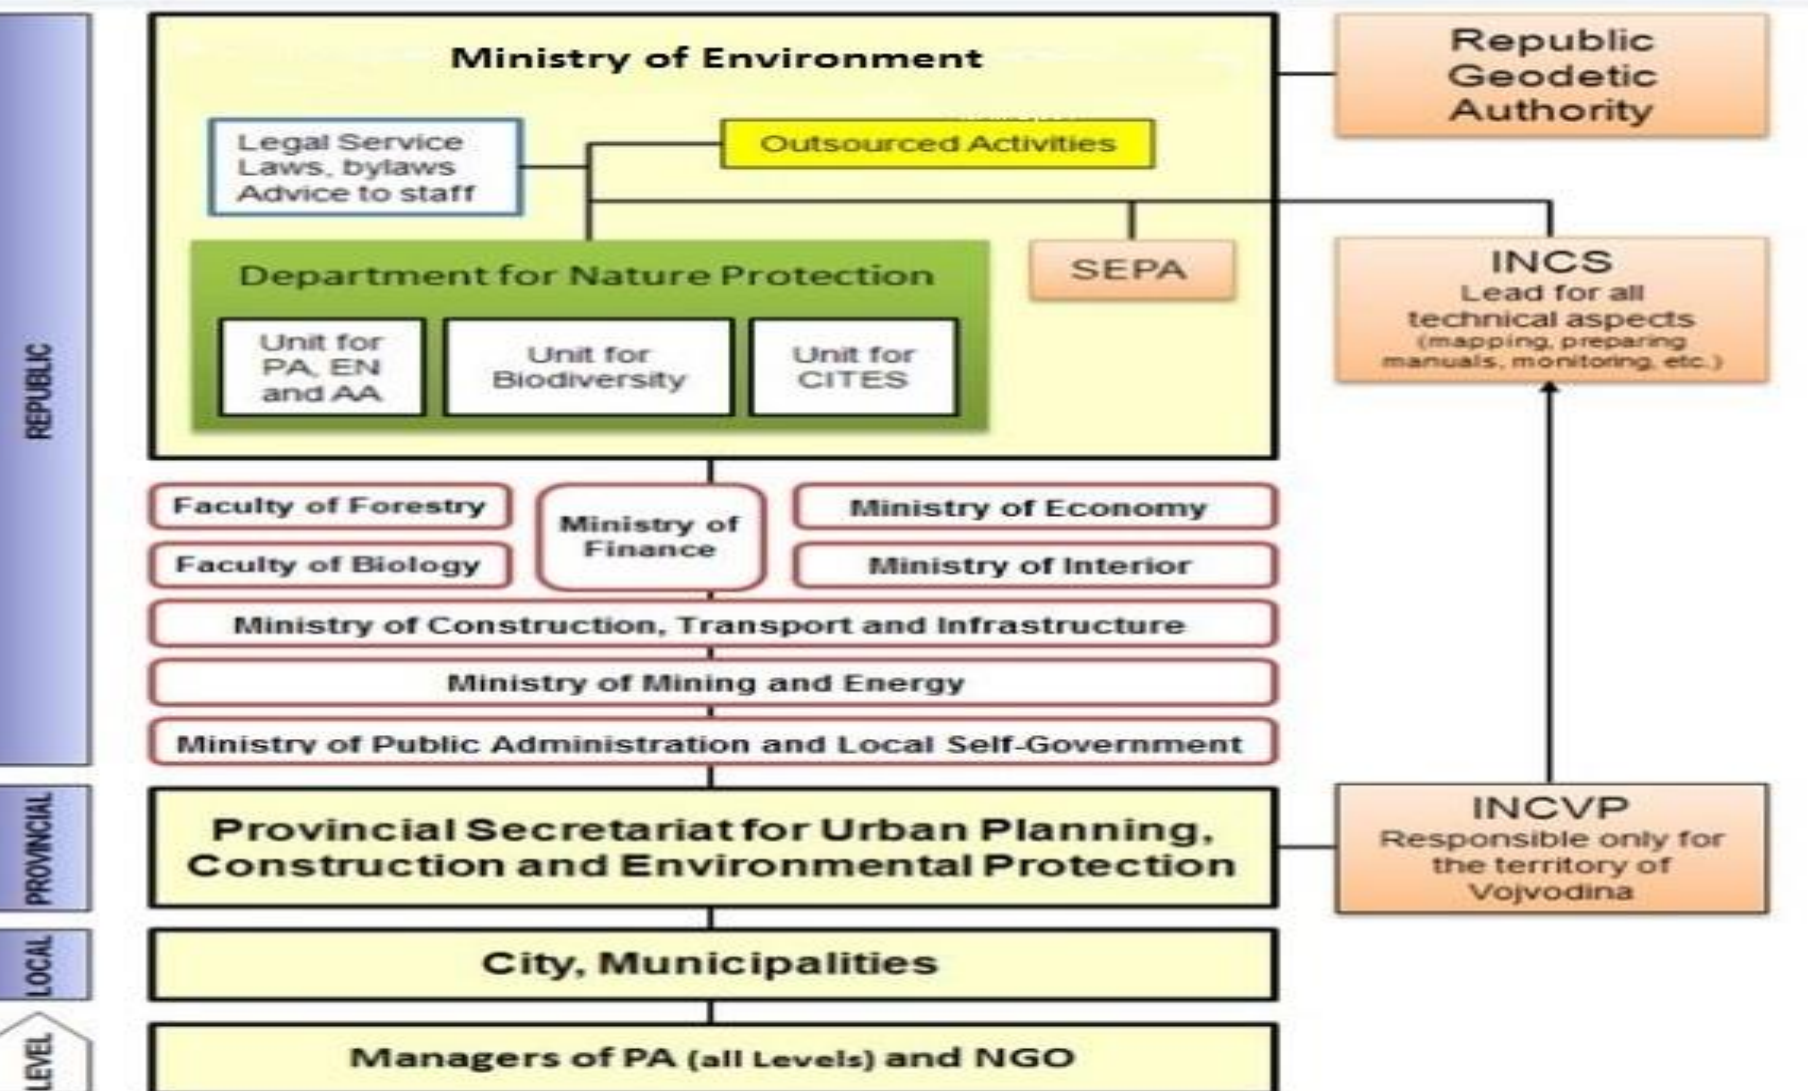 Ministry of Environment
Republic
Geodetic
Authority
Legal Service
Laws, bylaws
Advice to staff
Outsourced Activities
Department for Nature Protection
SEPA
INCS
Lead for all
technical aspects
(mapping, preparing
manuals, monitoring, etc.)
Unit for
PA, EN
and AA
Unit for
Biodiversity
Unit for
CITES
REPUBLIC
Faculty of Forestry
Ministry of
Finance
Ministry of Economy
Faculty of Biology
Ministry of Interior
Ministry of Construction, Transport and Infrastructure
Ministry of Mining and Energy
Ministry of Public Administration and Local Self-Government
PROVINCIAL
Provincial Secretariat for Urban Planning,
Construction and Environmental Protection
INCVP
Responsible only for
the territory of
Vojvodina
LOCAL
City, Municipalities
LEVEL
Managers of PA (all Levels) and NGO